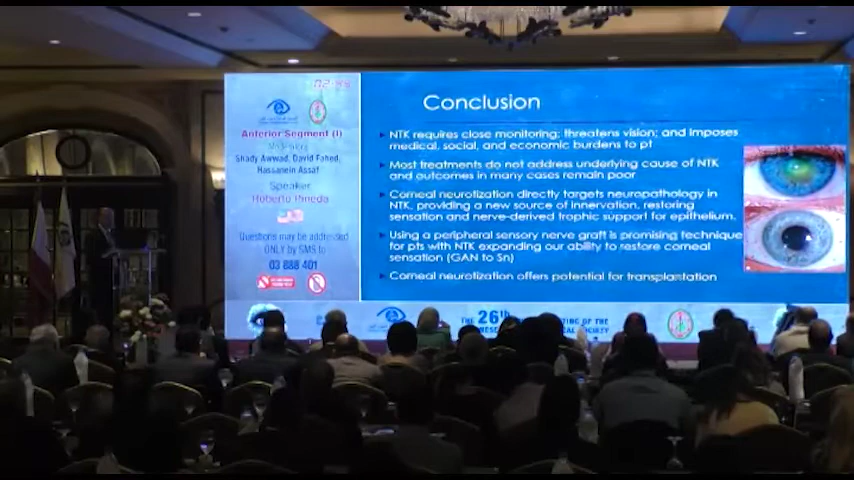 Anterior Segment (I)
Moderators
Shady Awwad, David Fahed,
Hassanein Assaf
Speaker
Roberto Pineda
Questions may be addressed
ONLY by SMS to
03 888 401
Conclusion
NTK requires close monitoring; threatens vision; and imposes
medical, social, and economic burdens to pt
Most treatments do not address underlying cause of NTK
and outcomes in many cases remain poor
Corneal neurotization directly targets neuropathology in
NTK, providing a new source of innervation, restoring
sensation and nerve-derived trophic support for epithelium.
Using a peripheral sensory nerve graft is promising technique
for pts with NTK expanding our ability to restore corneal
sensation (GAN to Sn)
Corneal neurotization offers potential for transplantation
THE 26th
TING OF THE
SOCIETY